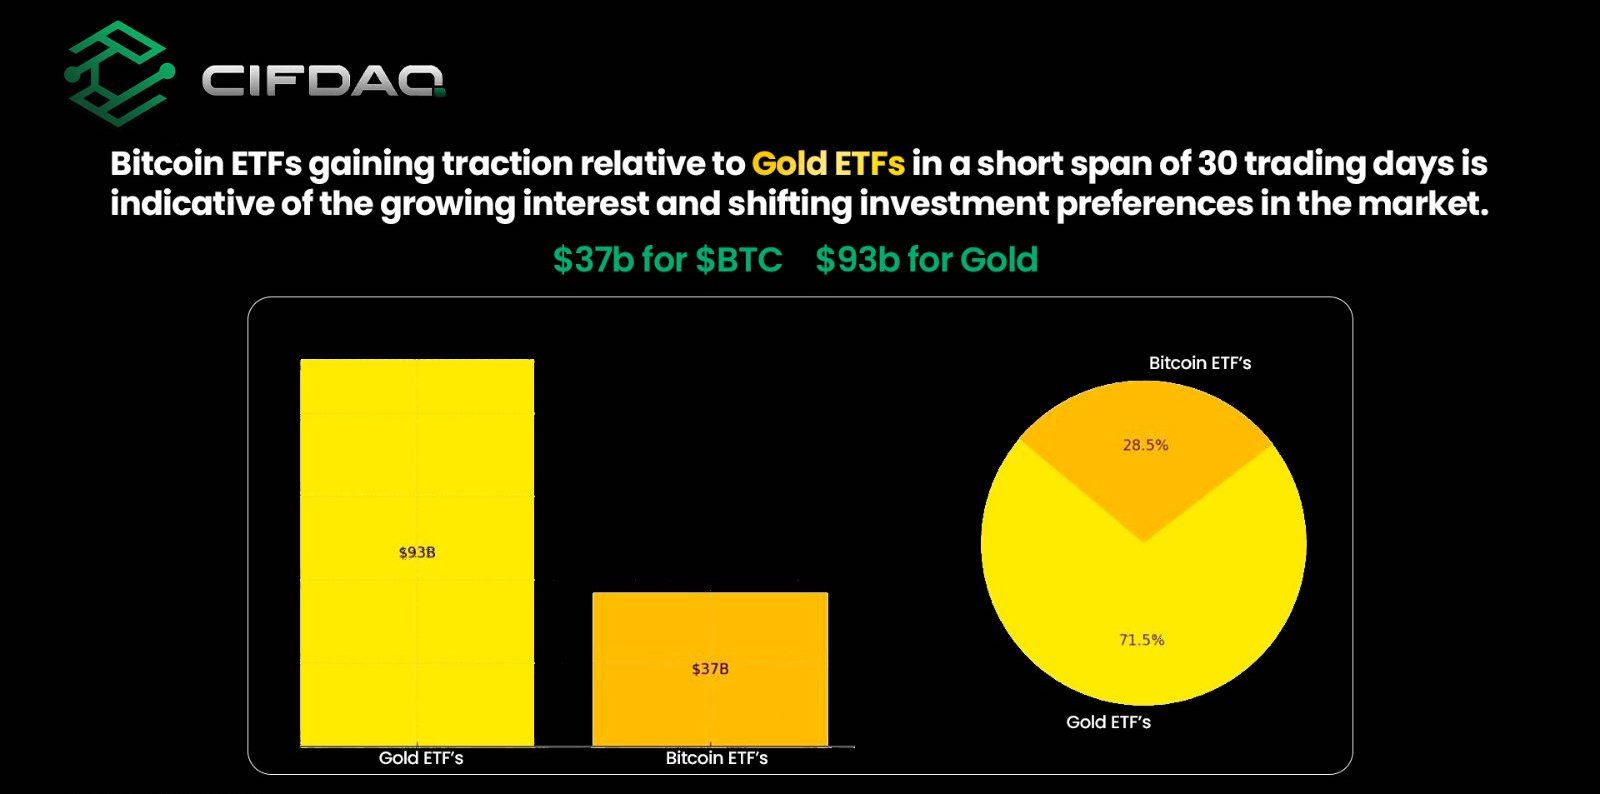 CIFDAQ
Bitcoin ETFs gaining traction relative to Gold ETFs in a short span of 30 trading days is
indicative of the growing interest and shifting investment preferences in the market.
$37b for $BTC $93b for Gold
$93B
$37B
Gold ETF’s
Bitcoin ETF’s
Bitcoin ETF’s
28.5%
71.5%
Gold ETF’s